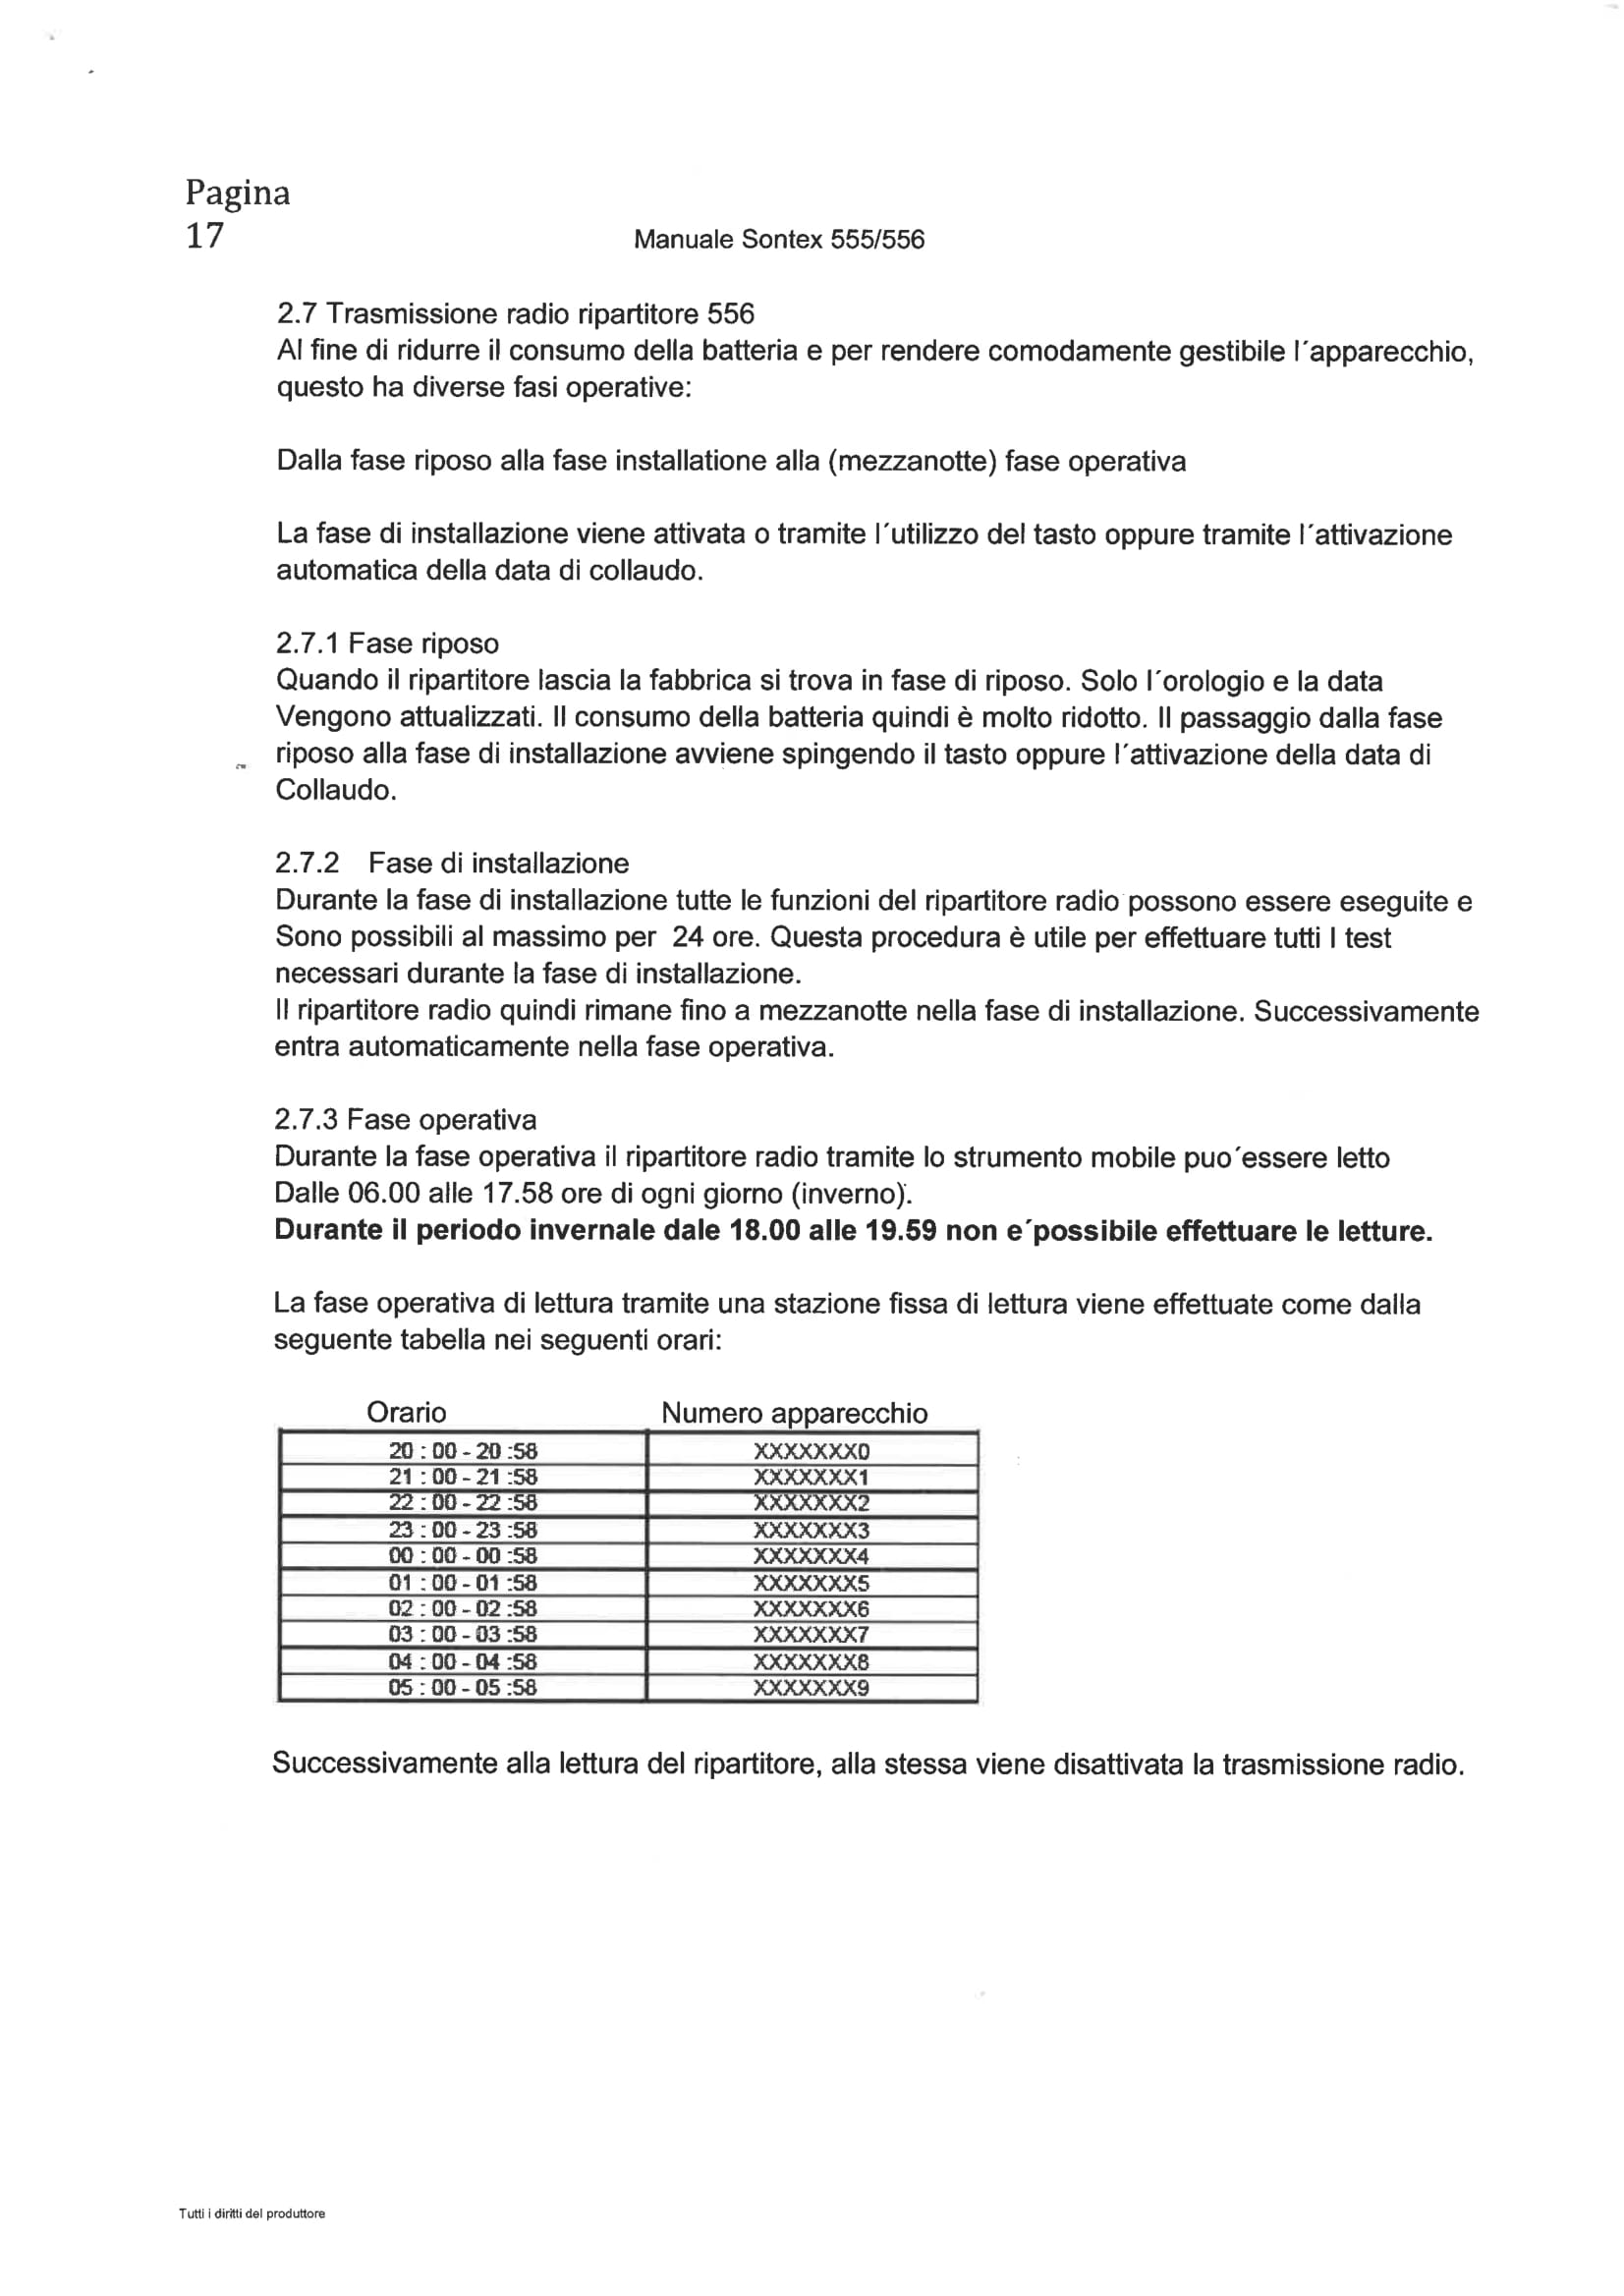 Pagina
17
Manuale Sontex 555/556
2.7 Trasmissione radio ripartitore 556
Al fine di ridurre il consumo della batteria e per rendere comodamente gestibile l´apparecchio,
questo ha diverse fasi operative:
Dalla fase riposo alla fase installatione alla (mezzanotte) fase operativa
La fase di installazione viene attivata o tramite l´utilizzo del tasto oppure tramite l´attivazione
automatica della data di collaudo.
2.7.1 Fase riposo
Quando il ripartitore lascia la fabbrica si trova in fase di riposo. Solo l´orologio e la data
Vengono attualizzati. Il consumo della batteria quindi è molto ridotto. Il passaggio dalla fase
riposo alla fase di installazione avviene spingendo il tasto oppure l´attivazione della data di
Collaudo.
2.7.2 Fase di installazione
Durante la fase di installazione tutte le funzioni del ripartitore radio possono essere eseguite e
Sono possibili al massimo per 24 ore. Questa procedura è utile per effettuare tutti I test
necessari durante la fase di installazione.
Il ripartitore radio quindi rimane fino a mezzanotte nella fase di installazione. Successivamente
entra automaticamente nella fase operativa.
2.7.3 Fase operativa
Durante la fase operativa il ripartitore radio tramite lo strumento mobile puo´essere letto
Dalle 06.00 alle 17.58 ore di ogni giorno (inverno).
Durante il periodo invernale dale 18.00 alle 19.59 non e´possibile effettuare le letture.
La fase operativa di lettura tramite una stazione fissa di lettura viene effettuate come dalla
seguente tabella nei seguenti orari:
Orario Numero apparecchio
20 : 00 - 20 :58 XXXXXXX0
21 : 00 - 21 :58 XXXXXXX1
22 : 00 - 22 :58 XXXXXXX2
23 : 00 - 23 :58 XXXXXXX3
00 : 00 - 00 :58 XXXXXXX4
01 : 00 - 01 :58 XXXXXXX5
02 : 00 - 02 :58 XXXXXXX6
03 : 00 - 03 :58 XXXXXXX7
04 : 00 - 04 :58 XXXXXXX8
05 : 00 - 05 :58 XXXXXXX9
Successivamente alla lettura del ripartitore, alla stessa viene disattivata la trasmissione radio.
Tutti i diritti del produttore